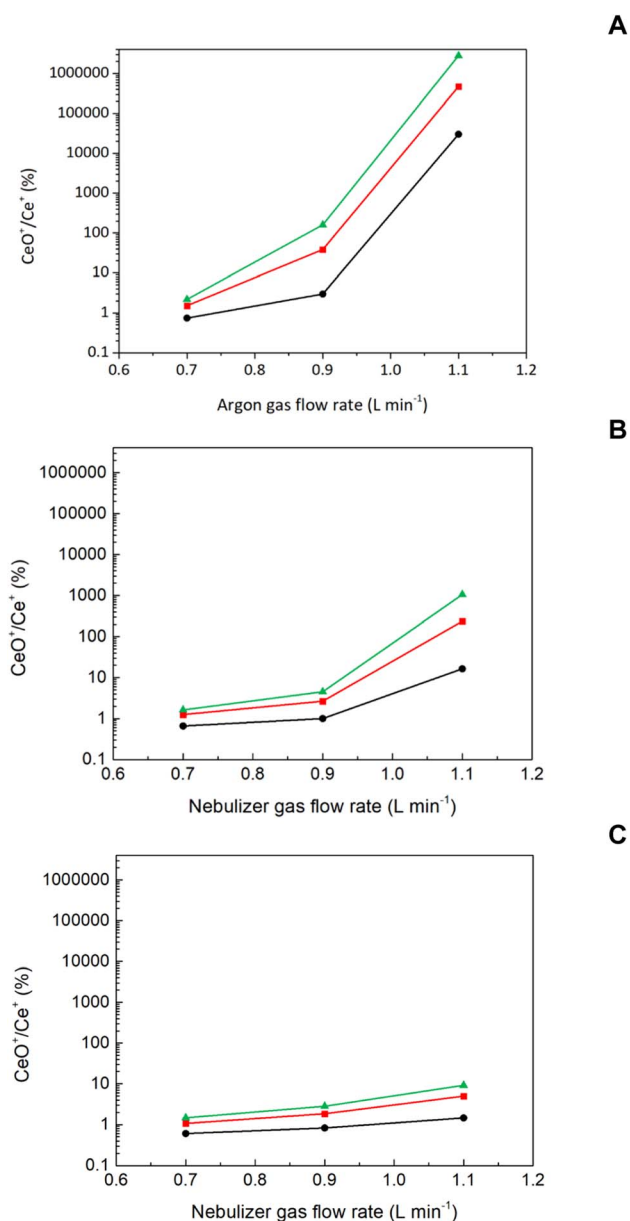 A
1000000
100000
10000
1000
100
10
1
0.1
CeO⁺/Ce⁺ (%)
0.6 0.7 0.8 0.9 1.0 1.1 1.2
Argon gas flow rate (L min⁻¹)
B
1000000
100000
10000
1000
100
10
1
0.1
CeO⁺/Ce⁺ (%)
0.6 0.7 0.8 0.9 1.0 1.1 1.2
Nebulizer gas flow rate (L min⁻¹)
C
1000000
100000
10000
1000
100
10
1
0.1
CeO⁺/Ce⁺ (%)
0.6 0.7 0.8 0.9 1.0 1.1 1.2
Nebulizer gas flow rate (L min⁻¹)